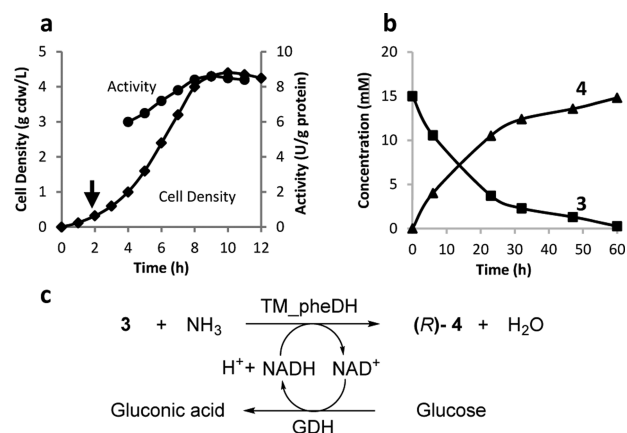 a
Cell Density (g cdw/L)
5
4
3
2
1
0
Activity
Cell Density
10
8
6
4
2
0
Activity (U/g protein)
0 2 4 6 8 10 12
Time (h)
b
Concentration (mM)
20
15
10
5
0
4
3
0 10 20 30 40 50 60
Time (h)
c
TM_pheDH
3 + NH₃ (R)- 4 + H₂O
H⁺ + NADH NAD⁺
Gluconic acid Glucose
GDH